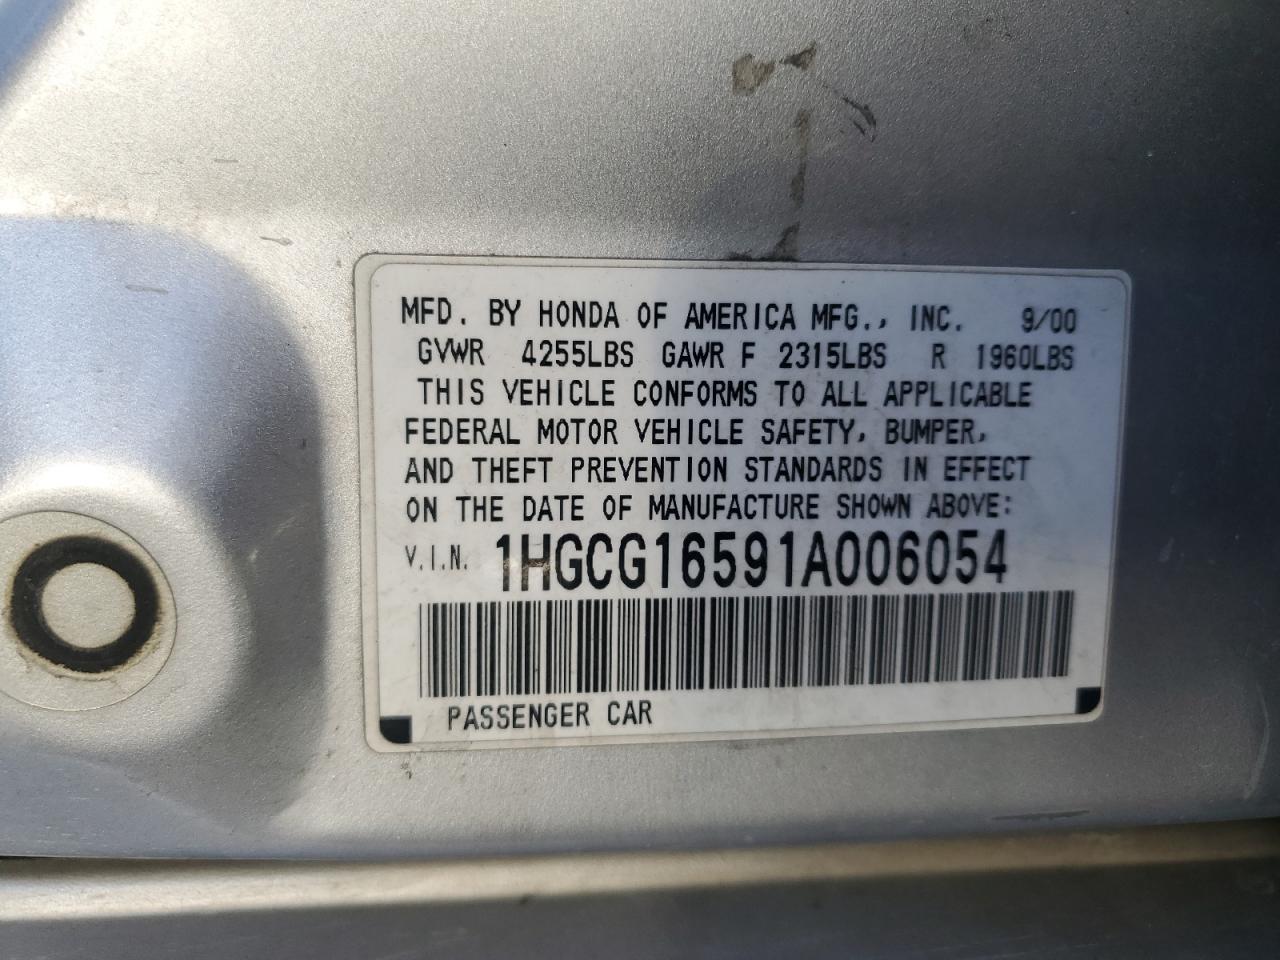 MFD. BY HONDA OF AMERICA MFG., INC. 9/00
GVWR 4255LBS GAWR F 2315LBS R 1960LBS
THIS VEHICLE CONFORMS TO ALL APPLICABLE
FEDERAL MOTOR VEHICLE SAFETY, BUMPER,
AND THEFT PREVENTION STANDARDS IN EFFECT
ON THE DATE OF MANUFACTURE SHOWN ABOVE:
V.I.N. 1HGCG16591A006054
PASSENGER CAR